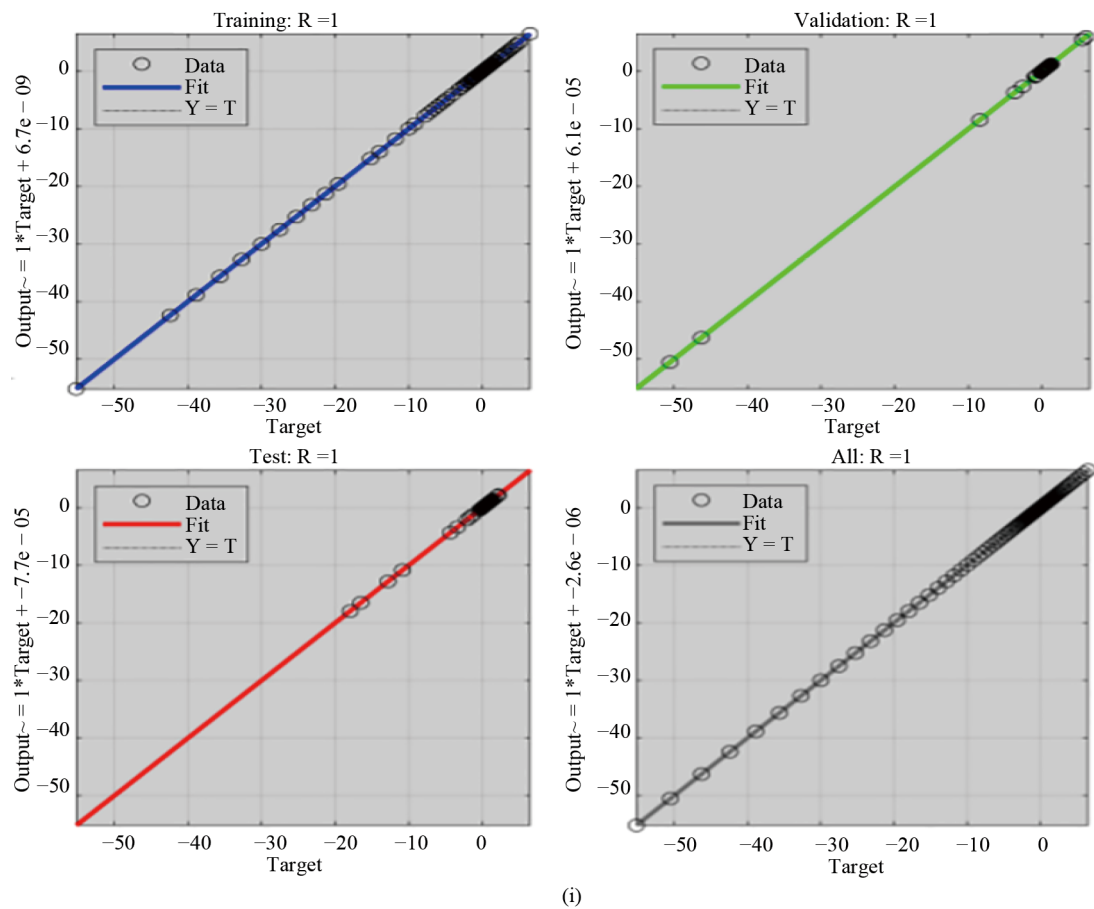 Training: R =1
Output~ = 1*Target + 6.7e − 09
Data
Fit
Y = T
0
−10
−20
−30
−40
−50
−50 −40 −30 −20 −10 0
Target
Validation: R =1
Output~ = 1*Target + 6.1e − 05
Data
Fit
Y = T
0
−10
−20
−30
−40
−50
−50 −40 −30 −20 −10 0
Target
Test: R =1
Output~ = 1*Target + −7.7e − 05
Data
Fit
Y = T
0
−10
−20
−30
−40
−50
−50 −40 −30 −20 −10 0
Target
All: R =1
Output~ = 1*Target + −2.6e − 06
Data
Fit
Y = T
0
−10
−20
−30
−40
−50
−50 −40 −30 −20 −10 0
Target
(i)